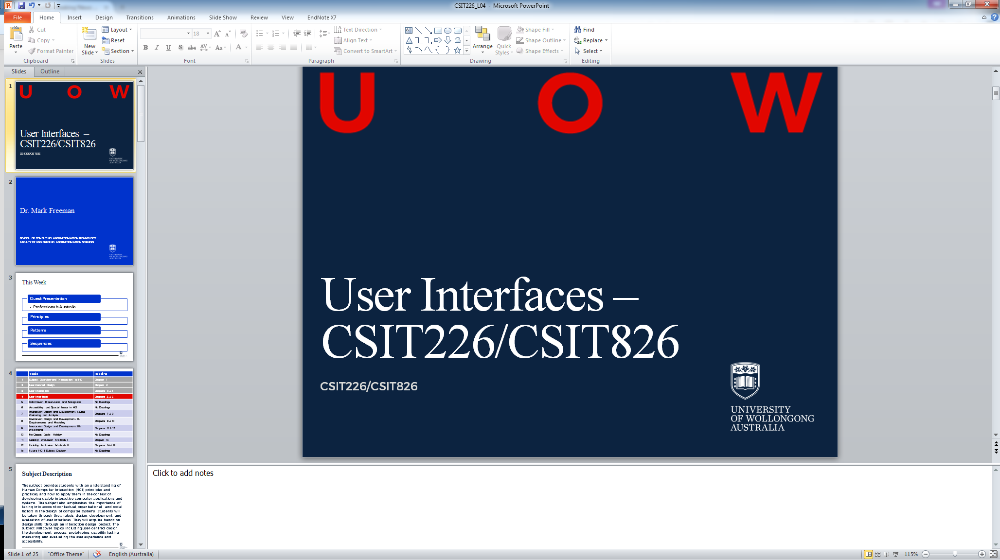 CSIT226_L04 - Microsoft PowerPoint
File Home Insert Design Transitions Animations Slide Show Review View EndNote X7
Paste
Cut
Copy
Format Painter
Clipboard
New Slide
Layout
Reset
Section
Slides
18
B I U S abc AV Aa A
Font
Text Direction
Align Text
Convert to SmartArt
Paragraph
Arrange
Quick Styles
Shape Fill
Shape Outline
Shape Effects
Drawing
Find
Replace
Select
Editing
Slides Outline
1
U O W
User Interfaces –
CSIT226/CSIT826
CSIT226/CSIT826
UNIVERSITY
OF WOLLONGONG
AUSTRALIA
2
Dr. Mark Freeman
SCHOOL OF COMPUTING AND INFORMATION TECHNOLOGY
FACULTY OF ENGINEERING AND INFORMATION SCIENCES
UNIVERSITY
OF WOLLONGONG
AUSTRALIA
3
This Week
Guest Presentation
• Professionals Australia
Principles
Patterns
Sequences
4
Topic Reading
1 Subject Overview and Introduction to HCI Chapter 1
2 User-Centred Design Chapter 2
3 User Interaction Chapters 3 & 4
4 User Interfaces Chapters 5 & 6
5 Information Presentation and Navigation No Readings
6 Accessibility and Special Issues in HCI No Readings
7 Interaction Design and Development I: Data Gathering and Analysis Chapters 7 & 8
8 Interaction Design and Development II: Requirements and Modelling Chapters 9 & 10
9 Interaction Design and Development III: Prototyping Chapters 11 & 12
10 No Classes Public Holiday No Readings
11 Usability Evaluation Methods I Chapter 13
12 Usability Evaluation Methods II Chapters 14 & 15
13 Future HCI & Subject Revision No Readings
5
Subject Description
The subject provides students with an understanding of
Human Computer Interaction (HCI) principles and
practices, and how to apply them in the context of
developing usable interactive computer applications and
systems. The subject also emphasises the importance of
taking into account contextual, organisational, and social
factors in the design of computer systems. Students will
be taken through the analysis, design, development, and
evaluation of user interfaces. They will acquire hands-on
design skills through an interaction design project. The
subject will cover topics including user-centred design,
the development process, prototyping, usability testing,
measuring and evaluating the user experience and
accessibility.
U O W
User Interfaces –
CSIT226/CSIT826
CSIT226/CSIT826
UNIVERSITY
OF WOLLONGONG
AUSTRALIA
Click to add notes
Slide 1 of 25 "Office Theme" English (Australia) 115%